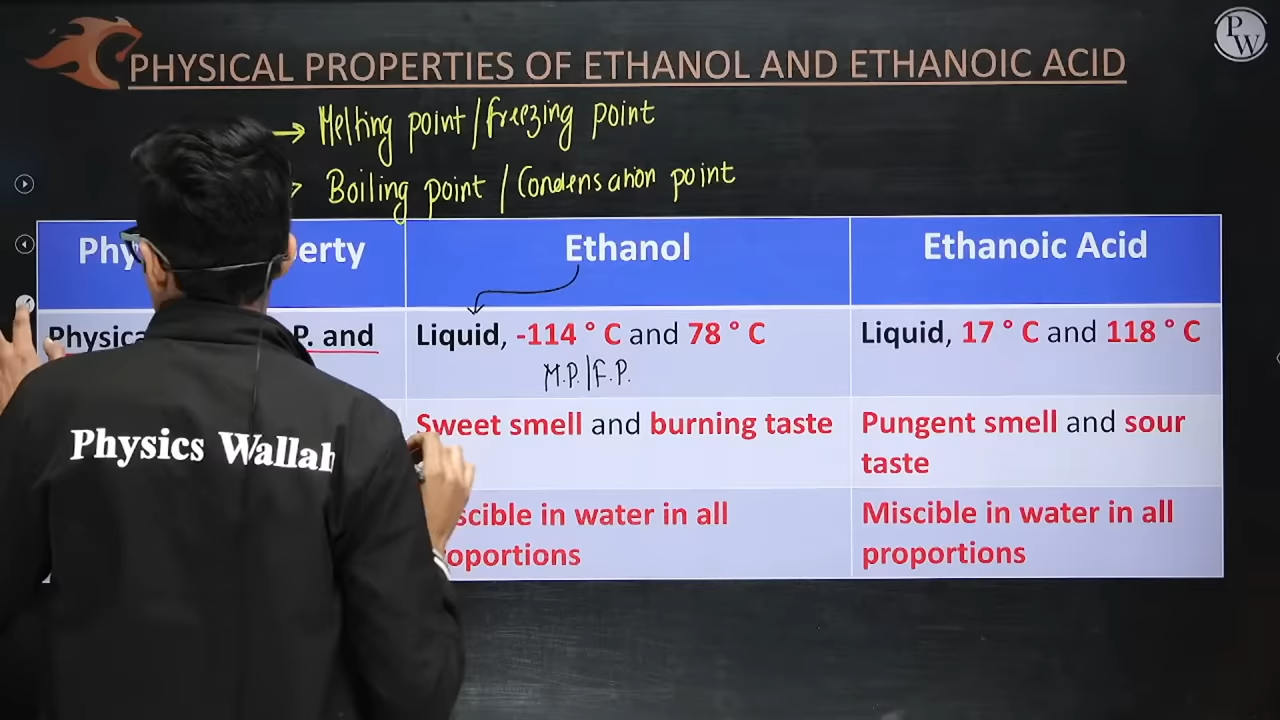 PW
PHYSICAL PROPERTIES OF ETHANOL AND ETHANOIC ACID
→ Melting point/freezing point
Boiling point / Condensation point
erty
Ethanol
Ethanoic Acid
P. and
Liquid, -114 ° C and 78 ° C
Liquid, 17 ° C and 118 ° C
M.P.|F.P.
Sweet smell and burning taste
Pungent smell and sour
taste
scible in water in all
oportions
Miscible in water in all
proportions
Physics Wallah